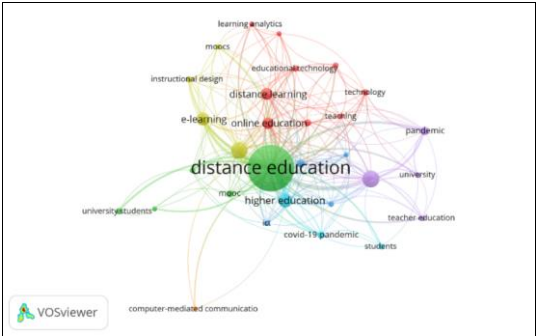 learning analytics
moocs
educational technology
instructional design
distance learning
technology
e-learning
online education
teaching
pandemic
distance education
university
mooc
higher education
university students
teacher education
ict
covid-19 pandemic
students
computer-mediated communicatio
VOSviewer